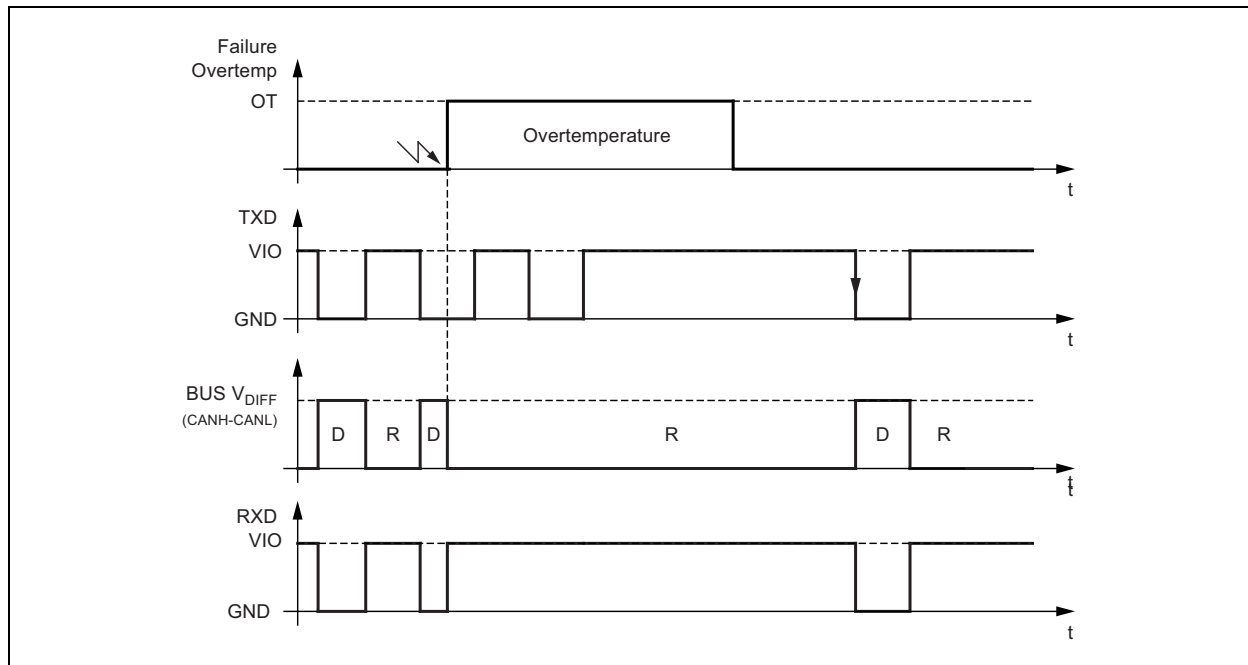 Failure
Overtemp
OT
Overtemperature
t
TXD
VIO
GND
t
BUS VDIFF
(CANH-CANL)
D R D R D R
t
t
RXD
VIO
GND
t